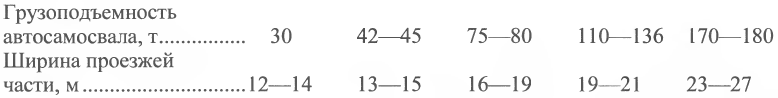 Грузоподъемность
автосамосвала, т................. 30 42—45 75—80 110—136 170—180
Ширина проезжей
части, м .............................12—14 13—15 16—19 19—21 23—27